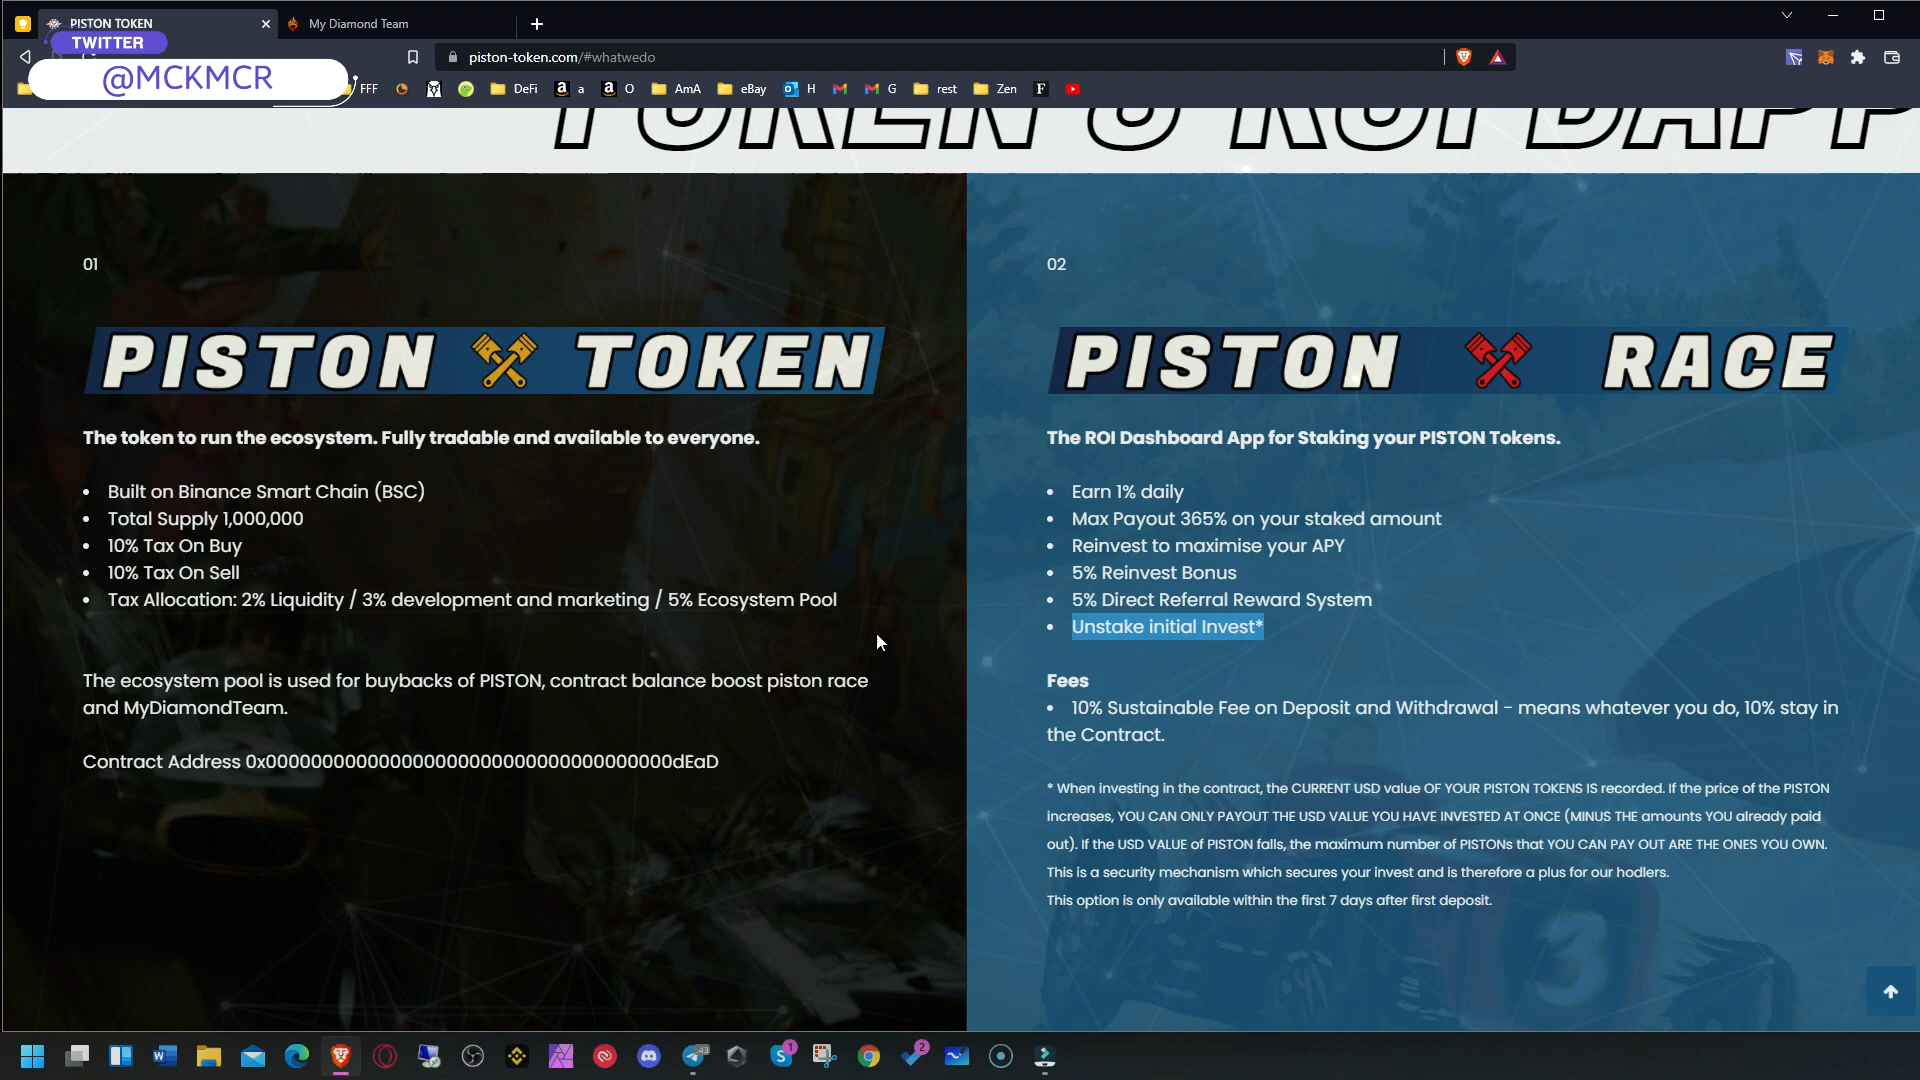 PISTON TOKEN
My Diamond Team
TWITTER
@MCKMCR
piston-token.com/#whatwedo
FFF
DeFi
a
O
AmA
eBay
H
G
rest
Zen
TOKEN & ROI DAPP
01
PISTON TOKEN
The token to run the ecosystem. Fully tradable and available to everyone.
• Built on Binance Smart Chain (BSC)
• Total Supply 1,000,000
• 10% Tax On Buy
• 10% Tax On Sell
• Tax Allocation: 2% Liquidity / 3% development and marketing / 5% Ecosystem Pool
The ecosystem pool is used for buybacks of PISTON, contract balance boost piston race
and MyDiamondTeam.
Contract Address 0x000000000000000000000000000000000000dEaD
02
PISTON RACE
The ROI Dashboard App for Staking your PISTON Tokens.
• Earn 1% daily
• Max Payout 365% on your staked amount
• Reinvest to maximise your APY
• 5% Reinvest Bonus
• 5% Direct Referral Reward System
• Unstake initial Invest*
Fees
• 10% Sustainable Fee on Deposit and Withdrawal - means whatever you do, 10% stay in
the Contract.
* When investing in the contract, the CURRENT USD value OF YOUR PISTON TOKENS IS recorded. If the price of the PISTON
increases, YOU CAN ONLY PAYOUT THE USD VALUE YOU HAVE INVESTED AT ONCE (MINUS THE amounts YOU already paid
out). If the USD VALUE of PISTON falls, the maximum number of PISTONs that YOU CAN PAY OUT ARE THE ONES YOU OWN.
This is a security mechanism which secures your invest and is therefore a plus for our hodlers.
This option is only available within the first 7 days after first deposit.
3
43
1
2